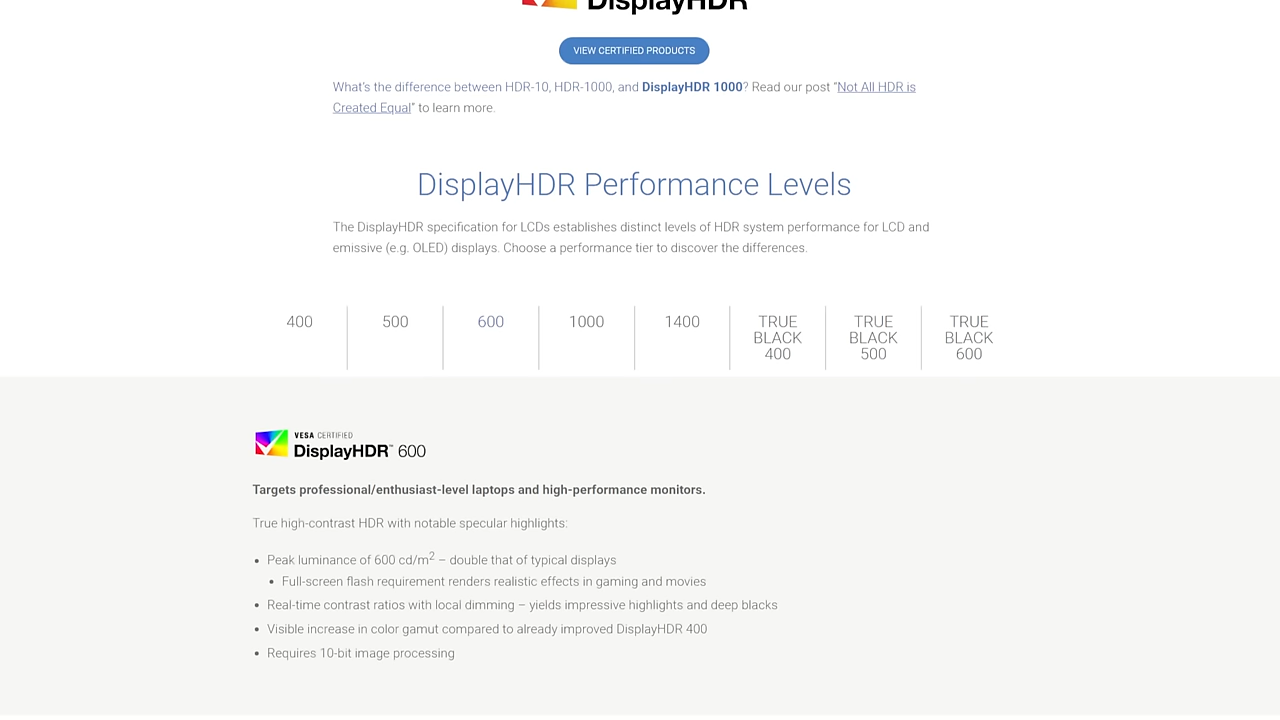 DisplayHDR
VIEW CERTIFIED PRODUCTS
What's the difference between HDR-10, HDR-1000, and DisplayHDR 1000? Read our post “Not All HDR is
Created Equal” to learn more.
DisplayHDR Performance Levels
The DisplayHDR specification for LCDs establishes distinct levels of HDR system performance for LCD and
emissive (e.g. OLED) displays. Choose a performance tier to discover the differences.
400
500
600
1000
1400
TRUE
BLACK
400
TRUE
BLACK
500
TRUE
BLACK
600
VESA CERTIFIED
DisplayHDR™ 600
Targets professional/enthusiast-level laptops and high-performance monitors.
True high-contrast HDR with notable specular highlights:
• Peak luminance of 600 cd/m² – double that of typical displays
• Full-screen flash requirement renders realistic effects in gaming and movies
• Real-time contrast ratios with local dimming – yields impressive highlights and deep blacks
• Visible increase in color gamut compared to already improved DisplayHDR 400
• Requires 10-bit image processing